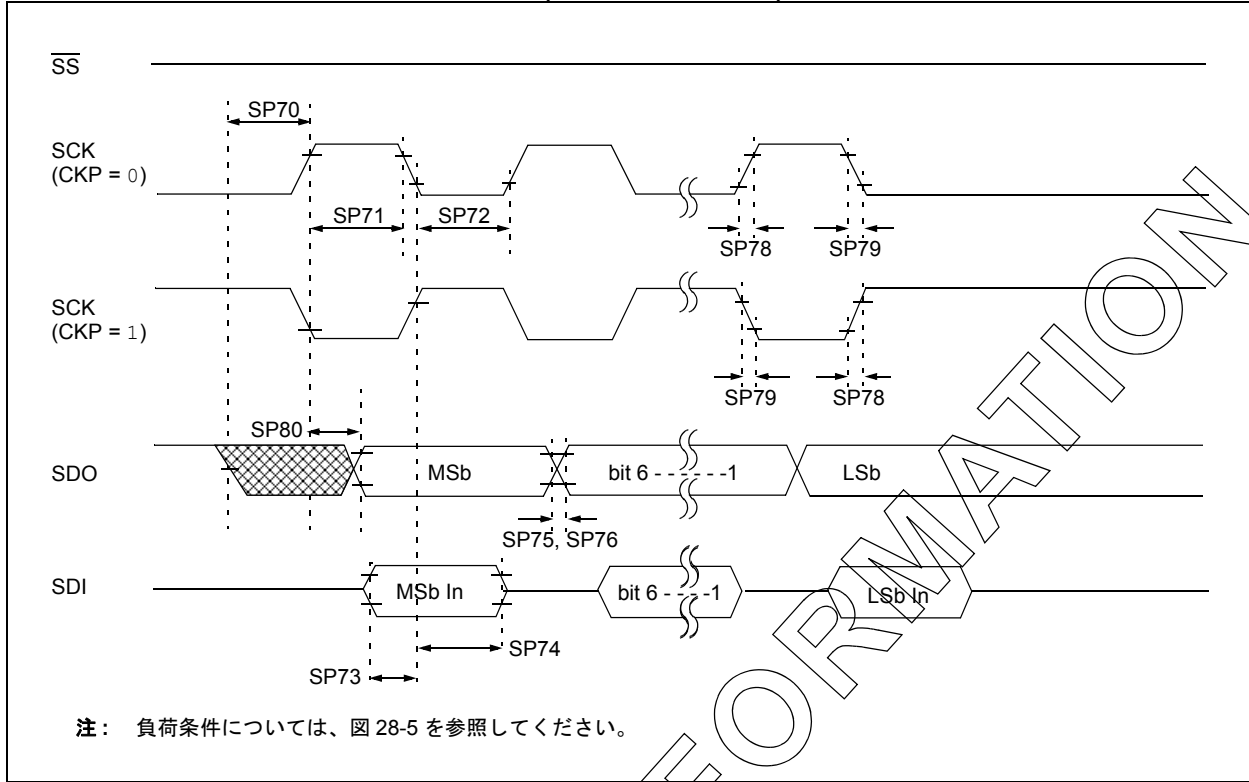 SS
SP70
SCK
(CKP = 0)
SP71
SP72
SP78
SP79
SCK
(CKP = 1)
SP79
SP78
SP80
SDO
MSb
bit 6 - - - - - -1
LSb
SP75, SP76
SDI
MSb In
bit 6 - - - -1
LSb In
SP74
SP73
注: 負荷条件については、図 28-5 を参照してください。
FORMATION